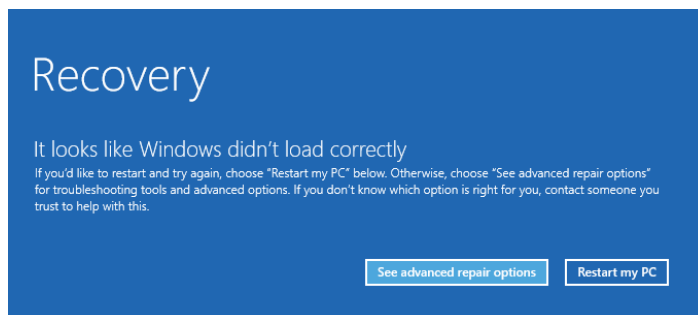 Recovery
It looks like Windows didn’t load correctly
If you’d like to restart and try again, choose “Restart my PC” below. Otherwise, choose “See advanced repair options”
for troubleshooting tools and advanced options. If you don’t know which option is right for you, contact someone you
trust to help with this.
See advanced repair options
Restart my PC